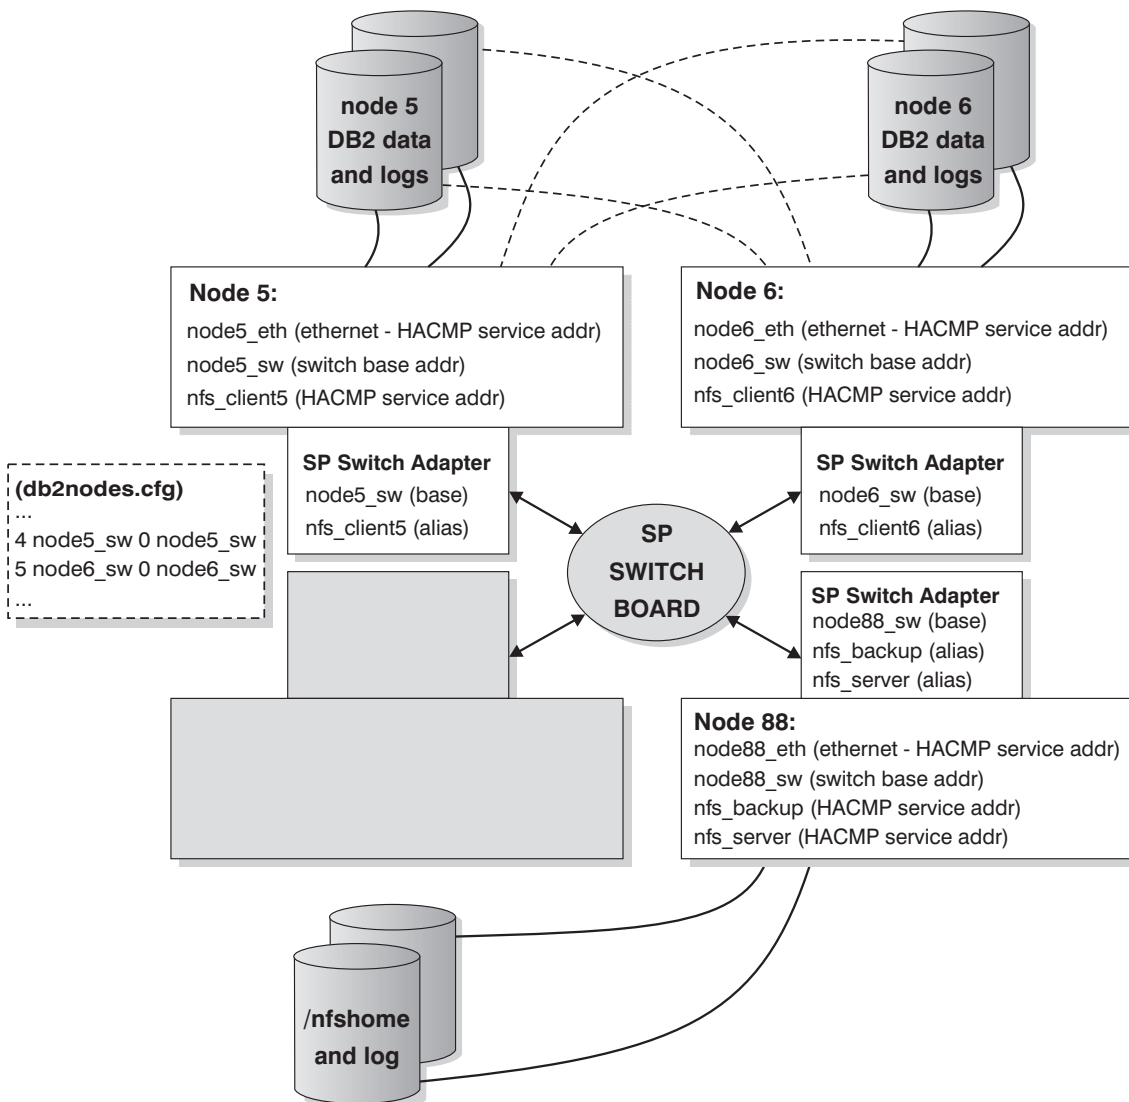 node 5
DB2 data
and logs
node 6
DB2 data
and logs
Node 5:
node5_eth (ethernet - HACMP service addr)
node5_sw (switch base addr)
nfs_client5 (HACMP service addr)
Node 6:
node6_eth (ethernet - HACMP service addr)
node6_sw (switch base addr)
nfs_client6 (HACMP service addr)
SP Switch Adapter
node5_sw (base)
nfs_client5 (alias)
SP Switch Adapter
node6_sw (base)
nfs_client6 (alias)
(db2nodes.cfg)
...
4 node5_sw 0 node5_sw
5 node6_sw 0 node6_sw
...
SP
SWITCH
BOARD
SP Switch Adapter
node88_sw (base)
nfs_backup (alias)
nfs_server (alias)
Node 88:
node88_eth (ethernet - HACMP service addr)
node88_sw (switch base addr)
nfs_backup (HACMP service addr)
nfs_server (HACMP service addr)
/nfshome
and log